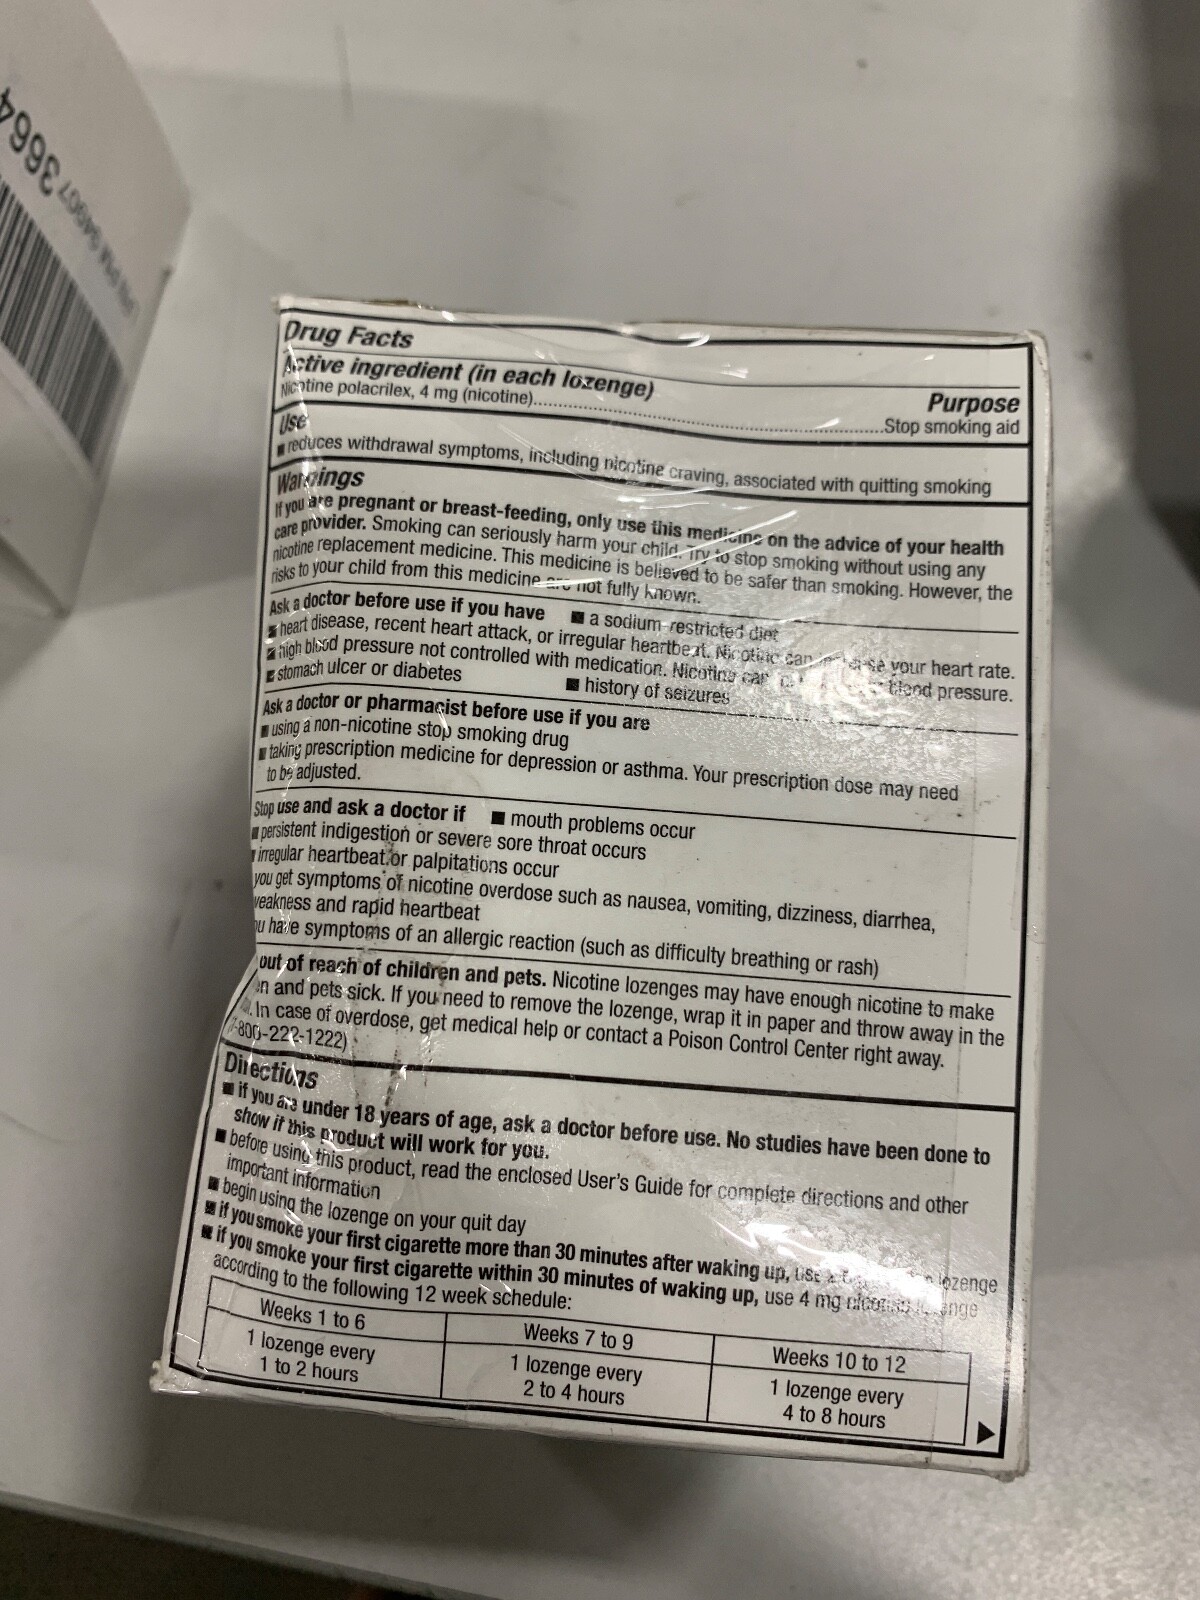 36644
Drug Facts
Active ingredient (in each lozenge)
Purpose
Nicotine polacrilex, 4 mg (nicotine)..........Stop smoking aid
Use
■ reduces withdrawal symptoms, including nicotine craving, associated with quitting smoking
Warnings
If you are pregnant or breast-feeding, only use this medicine on the advice of your health
care provider. Smoking can seriously harm your child. Try to stop smoking without using any
nicotine replacement medicine. This medicine is believed to be safer than smoking. However, the
risks to your child from this medicine are not fully known.
Ask a doctor before use if you have ■ a sodium-restricted diet
■ heart disease, recent heart attack, or irregular heartbeat. Nicotine can increase your heart rate.
■ high blood pressure not controlled with medication. Nicotine can blood pressure.
■ stomach ulcer or diabetes ■ history of seizures
Ask a doctor or pharmacist before use if you are
■ using a non-nicotine stop smoking drug
■ taking prescription medicine for depression or asthma. Your prescription dose may need
to be adjusted.
Stop use and ask a doctor if ■ mouth problems occur
■ persistent indigestion or severe sore throat occurs
■ irregular heartbeat or palpitations occur
you get symptoms of nicotine overdose such as nausea, vomiting, dizziness, diarrhea,
weakness and rapid heartbeat
have symptoms of an allergic reaction (such as difficulty breathing or rash)
out of reach of children and pets. Nicotine lozenges may have enough nicotine to make
and pets sick. If you need to remove the lozenge, wrap it in paper and throw away in the
In case of overdose, get medical help or contact a Poison Control Center right away.
-800-222-1222)
Directions
■ if you are under 18 years of age, ask a doctor before use. No studies have been done to
show if this product will work for you.
■ before using this product, read the enclosed User's Guide for complete directions and other
important information
■ begin using the lozenge on your quit day
■ if you smoke your first cigarette more than 30 minutes after waking up, use lozenge
■ if you smoke your first cigarette within 30 minutes of waking up, use 4 mg nicotine lozenge
according to the following 12 week schedule:
Weeks 1 to 6 Weeks 7 to 9 Weeks 10 to 12
1 lozenge every 1 lozenge every 1 lozenge every
1 to 2 hours 2 to 4 hours 4 to 8 hours